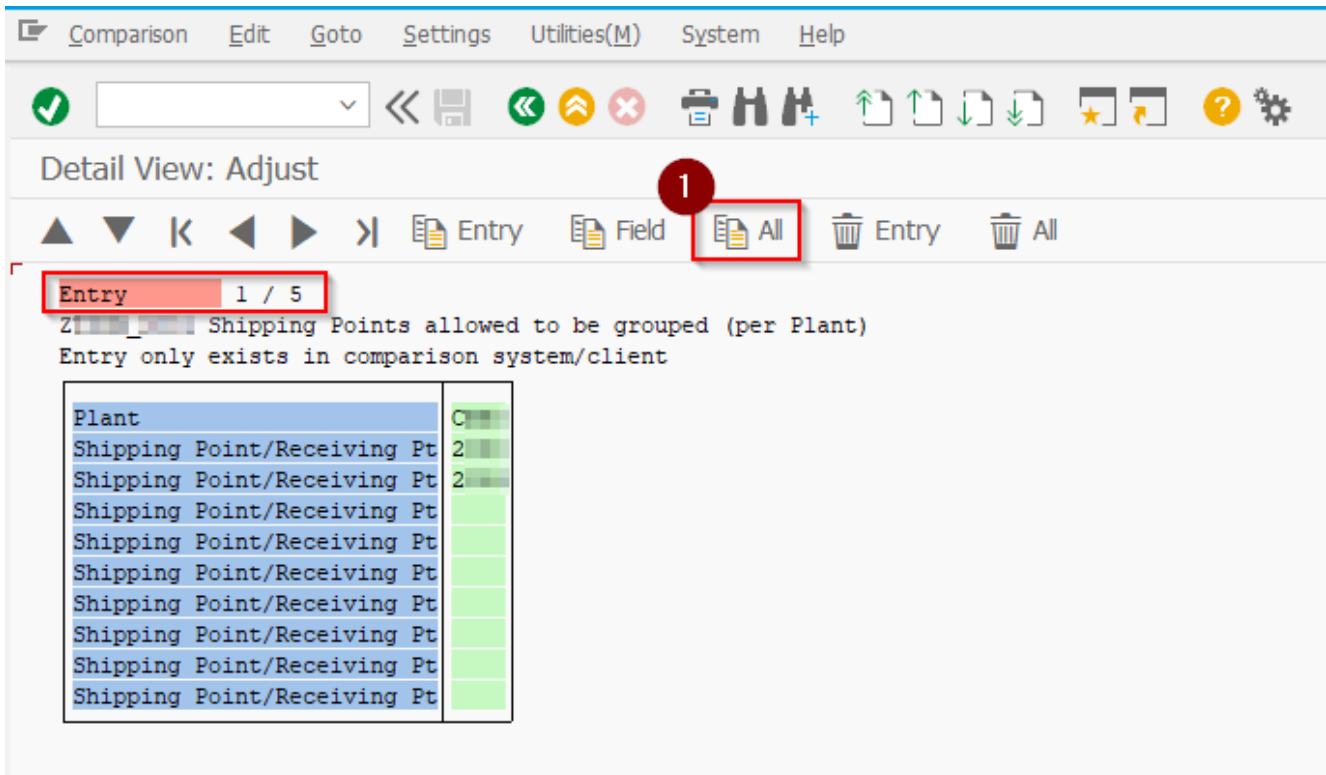 Comparison Edit Goto Settings Utilities(M) System Help
Detail View: Adjust
1
Entry Field All Entry All
Entry 1 / 5
Shipping Points allowed to be grouped (per Plant)
Entry only exists in comparison system/client
Plant
Shipping Point/Receiving Pt
Shipping Point/Receiving Pt
Shipping Point/Receiving Pt
Shipping Point/Receiving Pt
Shipping Point/Receiving Pt
Shipping Point/Receiving Pt
Shipping Point/Receiving Pt
Shipping Point/Receiving Pt
Shipping Point/Receiving Pt